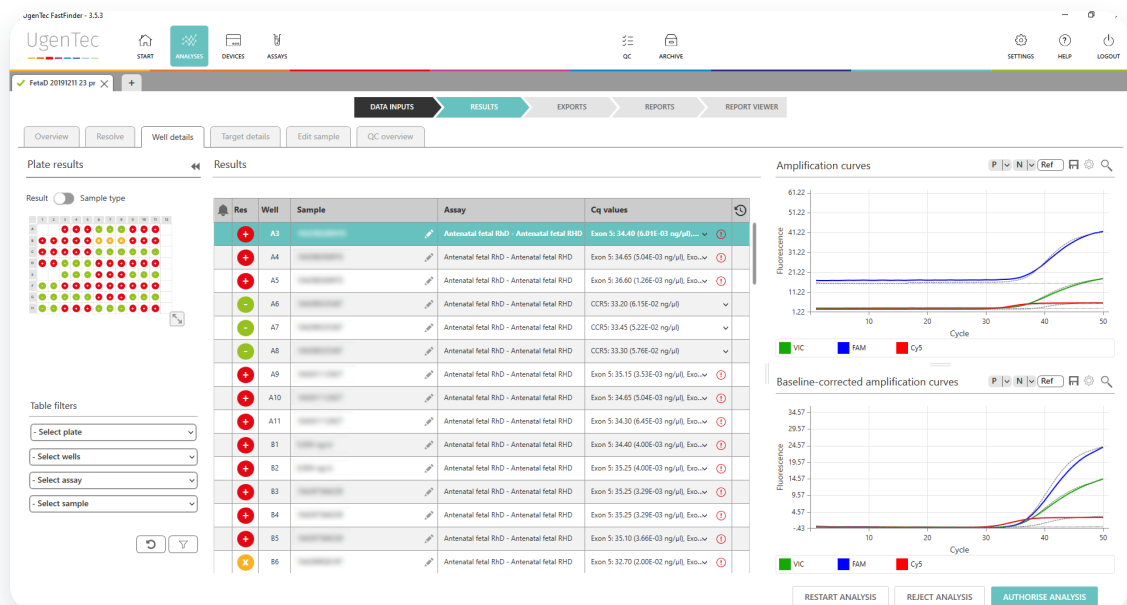 UgenTec FastFinder - 3.5.3
UgenTec
START
ANALYSES
DEVICES
ASSAYS
QC
ARCHIVE
SETTINGS
HELP
LOGOUT
FetaD 20191211 23 pr
DATA INPUTS
RESULTS
EXPORTS
REPORTS
REPORT VIEWER
Overview
Resolve
Well details
Target details
Edit sample
QC overview
Plate results
Result
Sample type
1 2 3 4 5 6 7 8 9 10 11 12
Table filters
- Select plate
- Select wells
- Select assay
- Select sample
Results
Res Well Sample Assay Cq values
A3 Antenatal fetal RhD - Antenatal fetal RHD Exon 5: 34.40 (6.01E-03 ng/µl),...
A4 Antenatal fetal RhD - Antenatal fetal RHD Exon 5: 34.65 (5.04E-03 ng/µl), Exo...
A5 Antenatal fetal RhD - Antenatal fetal RHD Exon 5: 36.60 (1.26E-03 ng/µl), Exo...
A6 Antenatal fetal RhD - Antenatal fetal RHD CCR5: 33.20 (6.15E-02 ng/µl)
A7 Antenatal fetal RhD - Antenatal fetal RHD CCR5: 33.45 (5.22E-02 ng/µl)
A8 Antenatal fetal RhD - Antenatal fetal RHD CCR5: 33.30 (5.76E-02 ng/µl)
A9 Antenatal fetal RhD - Antenatal fetal RHD Exon 5: 35.15 (3.53E-03 ng/µl), Exo...
A10 Antenatal fetal RhD - Antenatal fetal RHD Exon 5: 34.65 (5.04E-03 ng/µl), Exo...
A11 Antenatal fetal RhD - Antenatal fetal RHD Exon 5: 34.30 (6.45E-03 ng/µl), Exo...
B1 Antenatal fetal RhD - Antenatal fetal RHD Exon 5: 34.40 (4.00E-03 ng/µl), Exo...
B2 Antenatal fetal RhD - Antenatal fetal RHD Exon 5: 35.25 (4.00E-03 ng/µl), Exo...
B3 Antenatal fetal RhD - Antenatal fetal RHD Exon 5: 35.25 (3.29E-03 ng/µl), Exo...
B4 Antenatal fetal RhD - Antenatal fetal RHD Exon 5: 35.25 (3.29E-03 ng/µl), Exo...
B5 Antenatal fetal RhD - Antenatal fetal RHD Exon 5: 35.10 (3.66E-03 ng/µl), Exo...
B6 Antenatal fetal RhD - Antenatal fetal RHD Exon 5: 32.70 (2.00E-02 ng/µl), Exo...
Amplification curves
P N Ref
61.22
51.22
41.22
31.22
21.22
11.22
1.22
Fluorescence
10 20 30 40 50
Cycle
VIC FAM Cy5
Baseline-corrected amplification curves
P N Ref
34.57
29.57
24.57
19.57
14.57
9.57
4.57
-.43
Fluorescence
10 20 30 40 50
Cycle
VIC FAM Cy5
RESTART ANALYSIS
REJECT ANALYSIS
AUTHORISE ANALYSIS